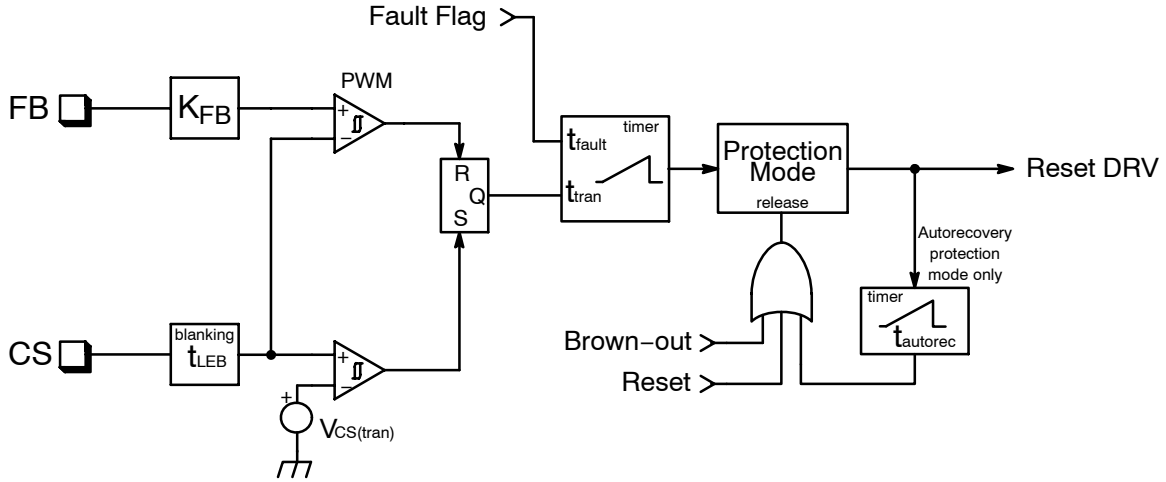 Fault Flag
PWM
FB
KFB
+
−
timer
tfault
ttran
Protection
Mode
release
Reset DRV
R
Q
S
Autorecovery
protection
mode only
timer
tautorec
CS
blanking
tLEB
+
−
+
VCS(tran)
Brown−out
Reset